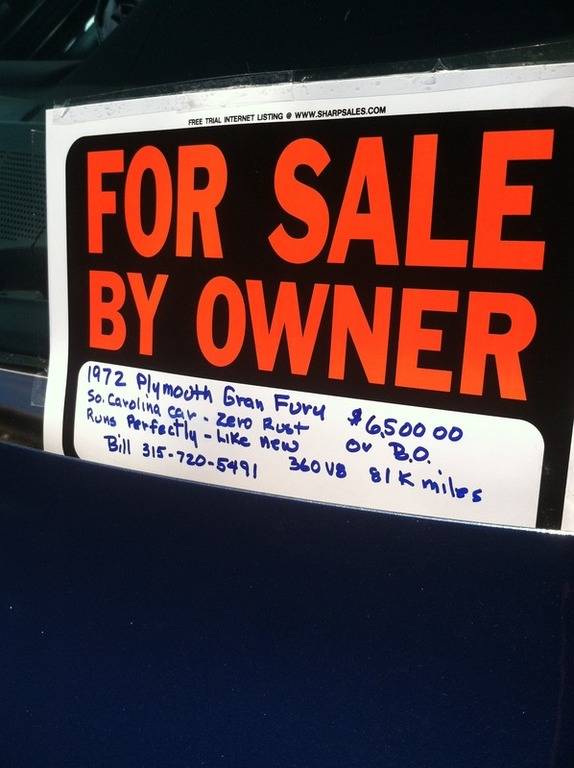 FREE TRIAL INTERNET LISTING @ WWW.SHARPSALES.COM
FOR SALE
BY OWNER
1972 Plymouth Gran Fury $6,500 00
So. Carolina car - Zero Rust or B.O.
Runs Perfectly - Like new
Bill 315-720-5491 360 V8 81K miles